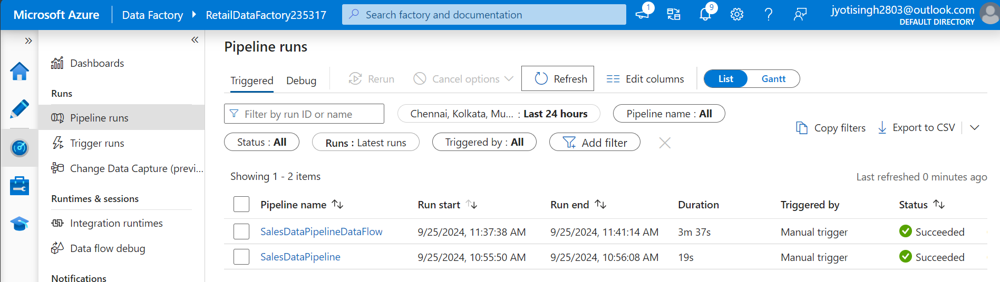 Microsoft Azure Data Factory RetailDataFactory235317 Search factory and documentation 1 9 jyotisingh2803@outlook.com
DEFAULT DIRECTORY
Dashboards
Runs
Pipeline runs
Trigger runs
Change Data Capture (previ...
Runtimes & sessions
Integration runtimes
Data flow debug
Notifications
Pipeline runs
Triggered Debug Rerun Cancel options Refresh Edit columns List Gantt
Filter by run ID or name Chennai, Kolkata, Mu... : Last 24 hours Pipeline name : All
Copy filters Export to CSV
Status : All Runs : Latest runs Triggered by : All Add filter
Showing 1 - 2 items Last refreshed 0 minutes ago
Pipeline name Run start Run end Duration Triggered by Status
SalesDataPipelineDataFlow 9/25/2024, 11:37:38 AM 9/25/2024, 11:41:14 AM 3m 37s Manual trigger Succeeded
SalesDataPipeline 9/25/2024, 10:55:50 AM 9/25/2024, 10:56:08 AM 19s Manual trigger Succeeded